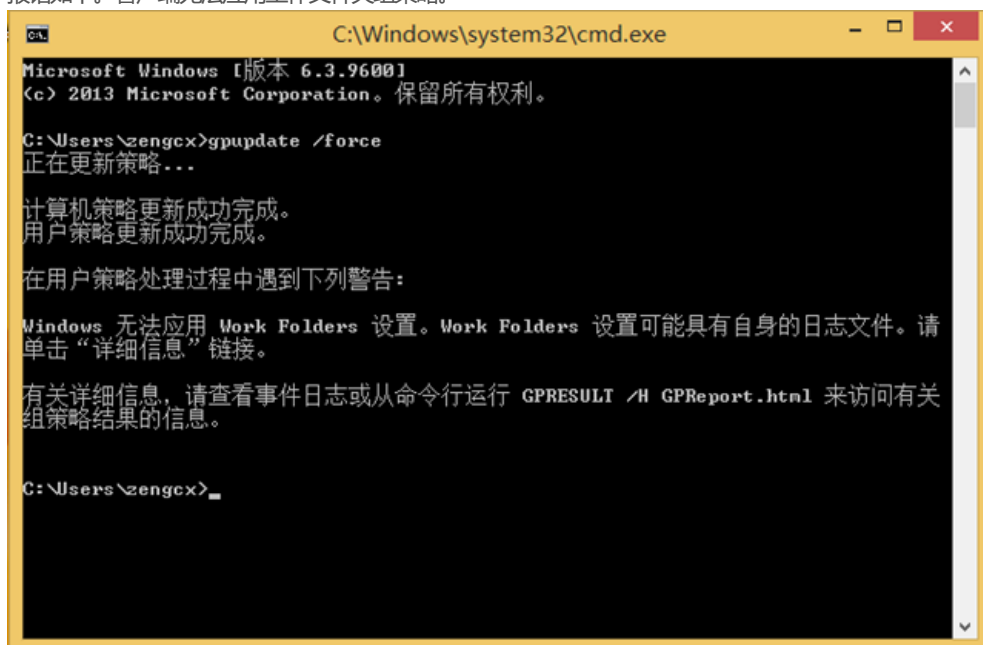 C:\Windows\system32\cmd.exe
Microsoft Windows [版本 6.3.9600]
(c) 2013 Microsoft Corporation。保留所有权利。
C:\Users\zengcx>gpupdate /force
正在更新策略...
计算机策略更新成功完成。
用户策略更新成功完成。
在用户策略处理过程中遇到下列警告:
Windows 无法应用 Work Folders 设置。Work Folders 设置可能具有自身的日志文件。请
单击“详细信息”链接。
有关详细信息，请查看事件日志或从命令行运行 GPRESULT /H GPReport.html 来访问有关
组策略结果的信息。
C:\Users\zengcx>